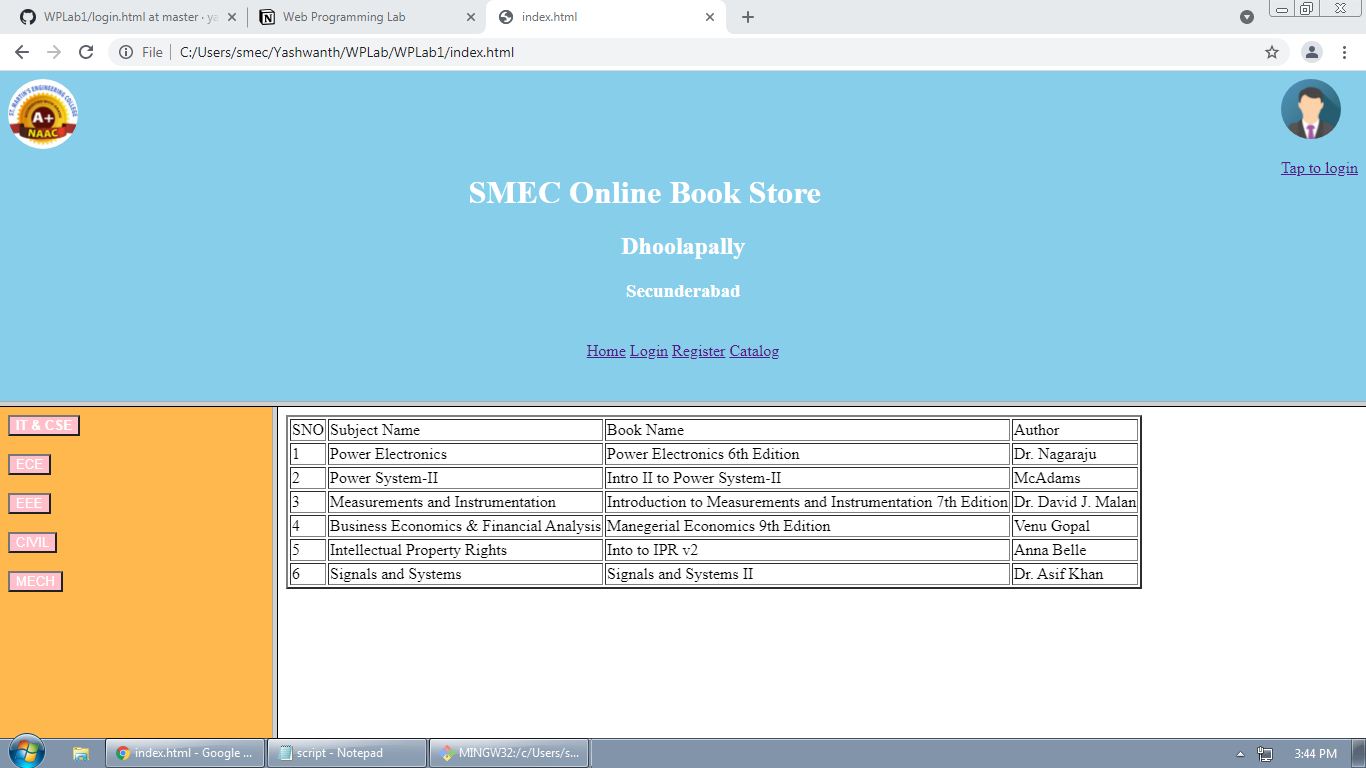 WPLab1/login.html at master · ya
Web Programming Lab
index.html
File C:/Users/smec/Yashwanth/WPLab/WPLab1/index.html
ST. MARTIN'S ENGINEERING COLLEGE
A+
NAAC
Tap to login
SMEC Online Book Store
Dhoolapally
Secunderabad
Home Login Register Catalog
IT & CSE
ECE
EEE
CIVIL
MECH
SNO Subject Name Book Name Author
1 Power Electronics Power Electronics 6th Edition Dr. Nagaraju
2 Power System-II Intro II to Power System-II McAdams
3 Measurements and Instrumentation Introduction to Measurements and Instrumentation 7th Edition Dr. David J. Malan
4 Business Economics & Financial Analysis Manegerial Economics 9th Edition Venu Gopal
5 Intellectual Property Rights Into to IPR v2 Anna Belle
6 Signals and Systems Signals and Systems II Dr. Asif Khan
index.html - Google ...
script - Notepad
MINGW32:/c/Users/s...
3:44 PM